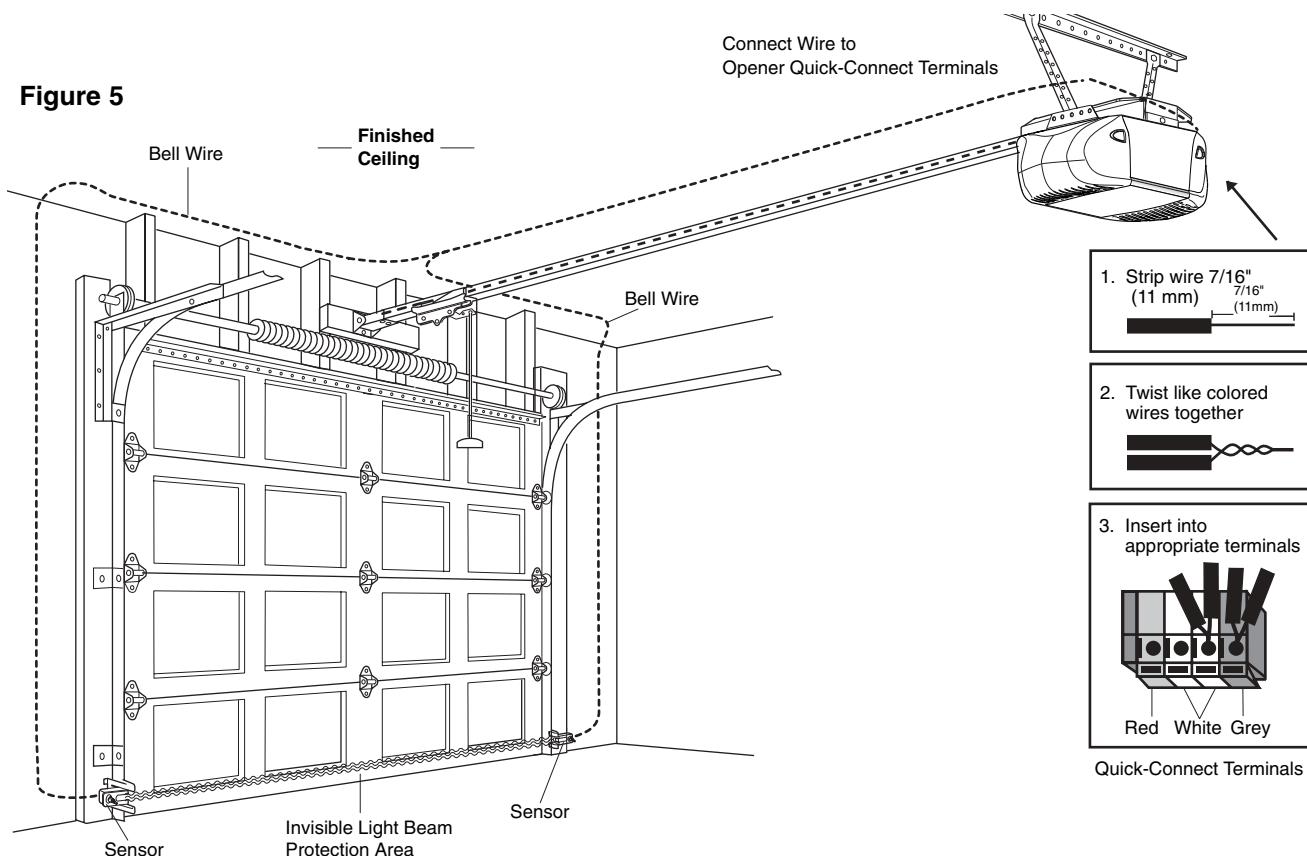 Figure 5
Connect Wire to
Opener Quick-Connect Terminals
Finished
Ceiling
Bell Wire
Bell Wire
1. Strip wire 7/16"
(11 mm)
7/16"
(11mm)
2. Twist like colored
wires together
3. Insert into
appropriate terminals
Red White Grey
Quick-Connect Terminals
Sensor
Invisible Light Beam
Protection Area
Sensor